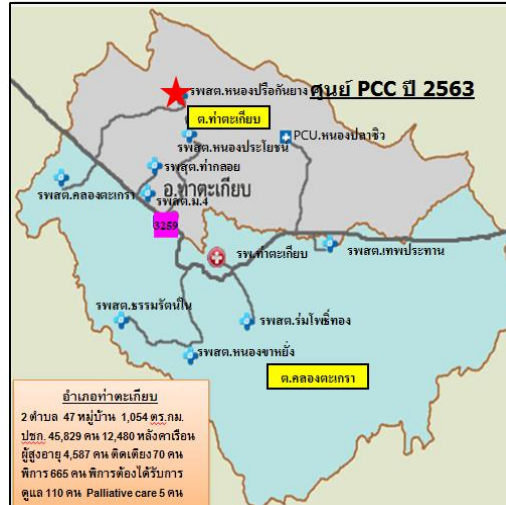 รพสต.หนองปรือกันยาง ศูนย์ PCC ปี 2563
ต.ท่าตะเกียบ
PCU.หนองปลาซิว
รพสต.หนองประโยชน์
รพสต.ท่ากลอย
รพสต.คลองตะเกรา
อ.ท่าตะเกียบ
รพสต.ม.4
3259
รพ.ท่าตะเกียบ
รพสต.เทพประทาน
รพสต.ธรรมรัตน์ใน
รพสต.ร่มโพธิ์ทอง
รพสต.หนองขาหยั่ง
ต.คลองตะเกรา
อำเภอท่าตะเกียบ
2 ตำบล 47 หมู่บ้าน 1,054 ตร.กม.
ปชก. 45,829 คน 12,480 หลังคาเรือน
ผู้สูงอายุ 4,587 คน ติดเตียง 70 คน
พิการ 665 คน พิการต้องได้รับการ
ดูแล 110 คน Palliative care 5 คน